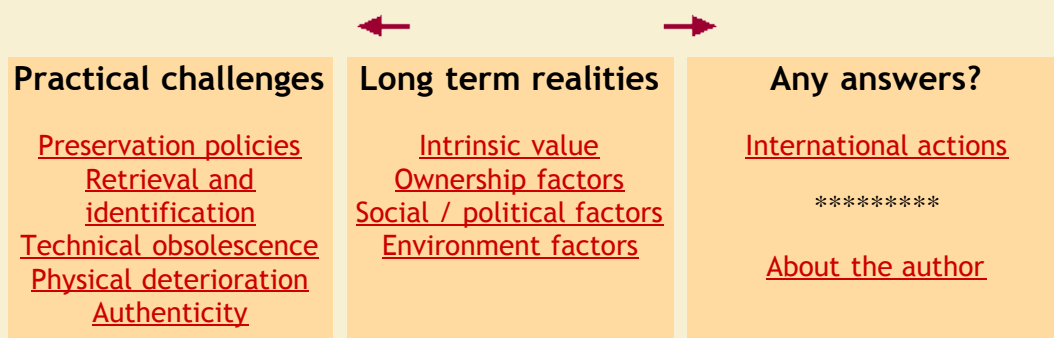 Practical challenges
Preservation policies
Retrieval and
identification
Technical obsolescence
Physical deterioration
Authenticity
Long term realities
Intrinsic value
Ownership factors
Social / political factors
Environment factors
Any answers?
International actions
*********
About the author